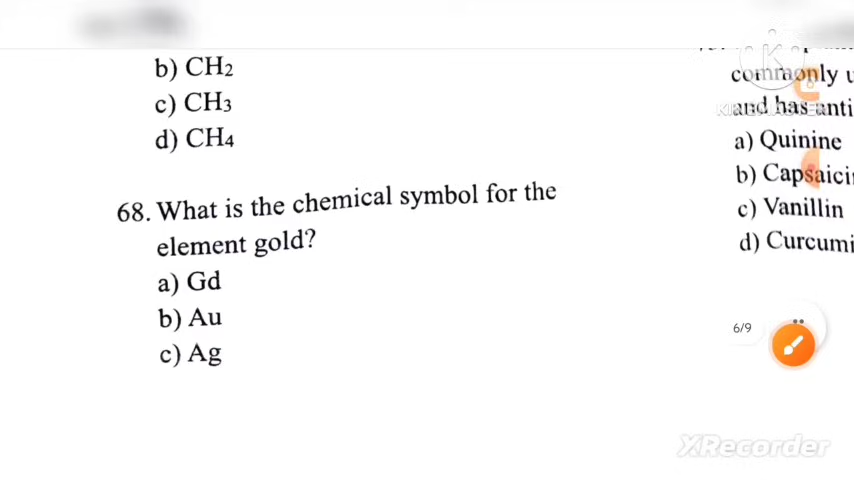 b) CH2
c) CH3
d) CH4
68. What is the chemical symbol for the
element gold?
a) Gd
b) Au
c) Ag
commonly
and has anti
a) Quinine
b) Capsaici
c) Vanillin
d) Curcumi
6/9
K
XRecorder